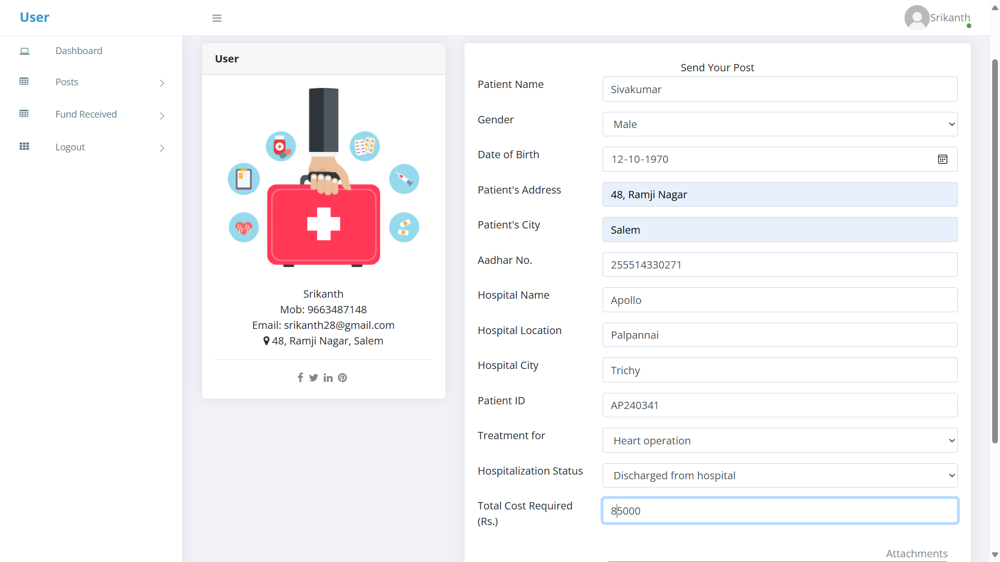 User
Srikanth
Dashboard
Posts
Fund Received
Logout
User
Srikanth
Mob: 9663487148
Email: srikanth28@gmail.com
48, Ramji Nagar, Salem
Send Your Post
Patient Name
Sivakumar
Gender
Male
Date of Birth
12-10-1970
Patient's Address
48, Ramji Nagar
Patient's City
Salem
Aadhar No.
255514330271
Hospital Name
Apollo
Hospital Location
Palpannai
Hospital City
Trichy
Patient ID
AP240341
Treatment for
Heart operation
Hospitalization Status
Discharged from hospital
Total Cost Required
(Rs.)
85000
Attachments